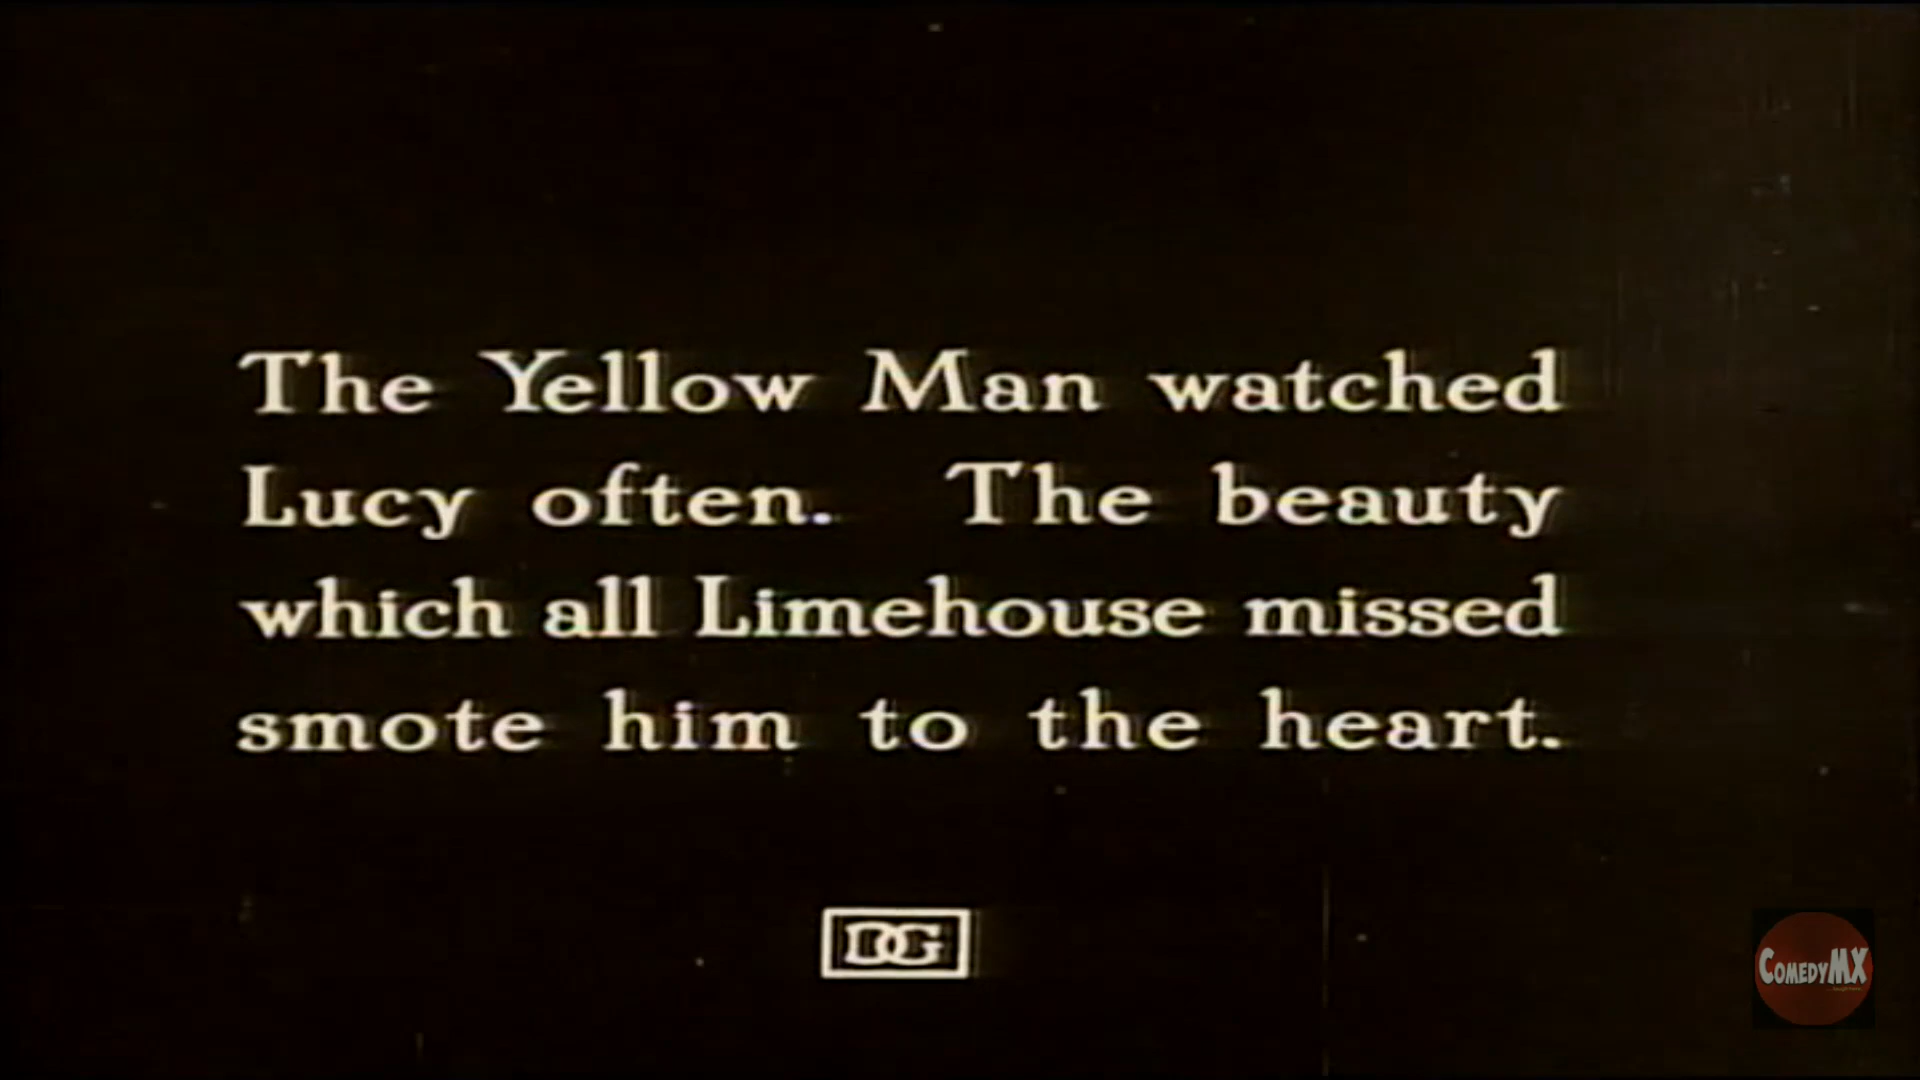 The Yellow Man watched
Lucy often. The beauty
which all Limehouse missed
smote him to the heart.
DG
COMEDYMX